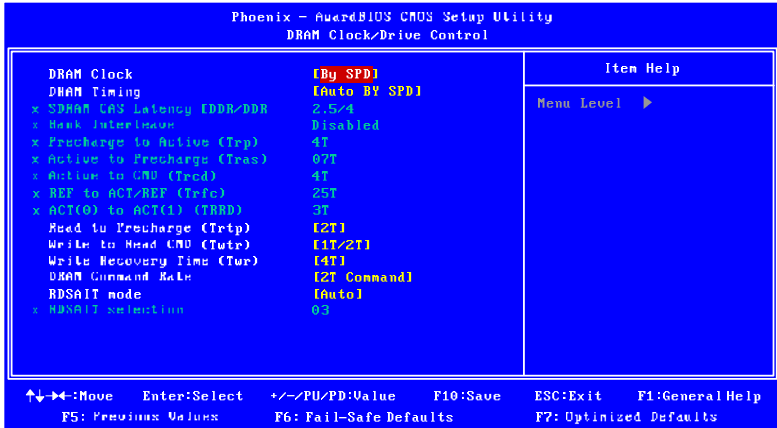 Phoenix - AwardBIOS CMOS Setup Utility
DRAM Clock/Drive Control
DRAM Clock [By SPD]
DRAM Timing [Auto BY SPD]
x SDRAM CAS Latency [DDR/DDR 2.5/4
x Bank Interleave Disabled
x Precharge to Active (Trp) 4T
x Active to Precharge (Tras) 07T
x Active to CMD (Trcd) 4T
x REF to ACT/REF (Trfc) 25T
x ACT(0) to ACT(1) (TRRD) 3T
Read to Precharge (Trtp) [2T]
Write to Read CMD (Twtr) [1T/2T]
Write Recovery Time (Twr) [4T]
DRAM Command Rate [2T Command]
RDSAIT mode [Auto]
x RDSAIT selection 03
Item Help
Menu Level ▶
↑↓→←:Move Enter:Select +/-/PU/PD:Value F10:Save ESC:Exit F1:General Help
F5: Previous Values F6: Fail-Safe Defaults F7: Optimized Defaults